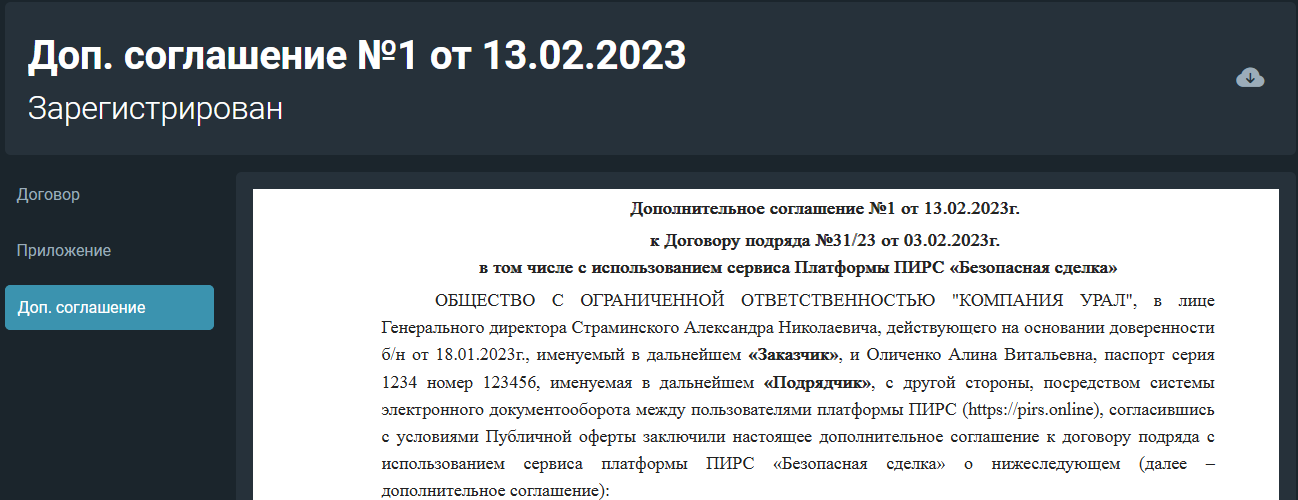 Доп. соглашение №1 от 13.02.2023
Зарегистрирован
Договор
Приложение
Доп. соглашение
Дополнительное соглашение №1 от 13.02.2023г.
к Договору подряда №31/23 от 03.02.2023г.
в том числе с использованием сервиса Платформы ПИРС «Безопасная сделка»
ОБЩЕСТВО С ОГРАНИЧЕННОЙ ОТВЕТСТВЕННОСТЬЮ "КОМПАНИЯ УРАЛ", в лице
Генерального директора Страминского Александра Николаевича, действующего на основании доверенности
б/н от 18.01.2023г., именуемый в дальнейшем «Заказчик», и Оличенко Алина Витальевна, паспорт серия
1234 номер 123456, именуемая в дальнейшем «Подрядчик», с другой стороны, посредством системы
электронного документооборота между пользователями платформы ПИРС (https://pirs.online), согласившись
с условиями Публичной оферты заключили настоящее дополнительное соглашение к договору подряда с
использованием сервиса платформы ПИРС «Безопасная сделка» о нижеследующем (далее –
дополнительное соглашение):